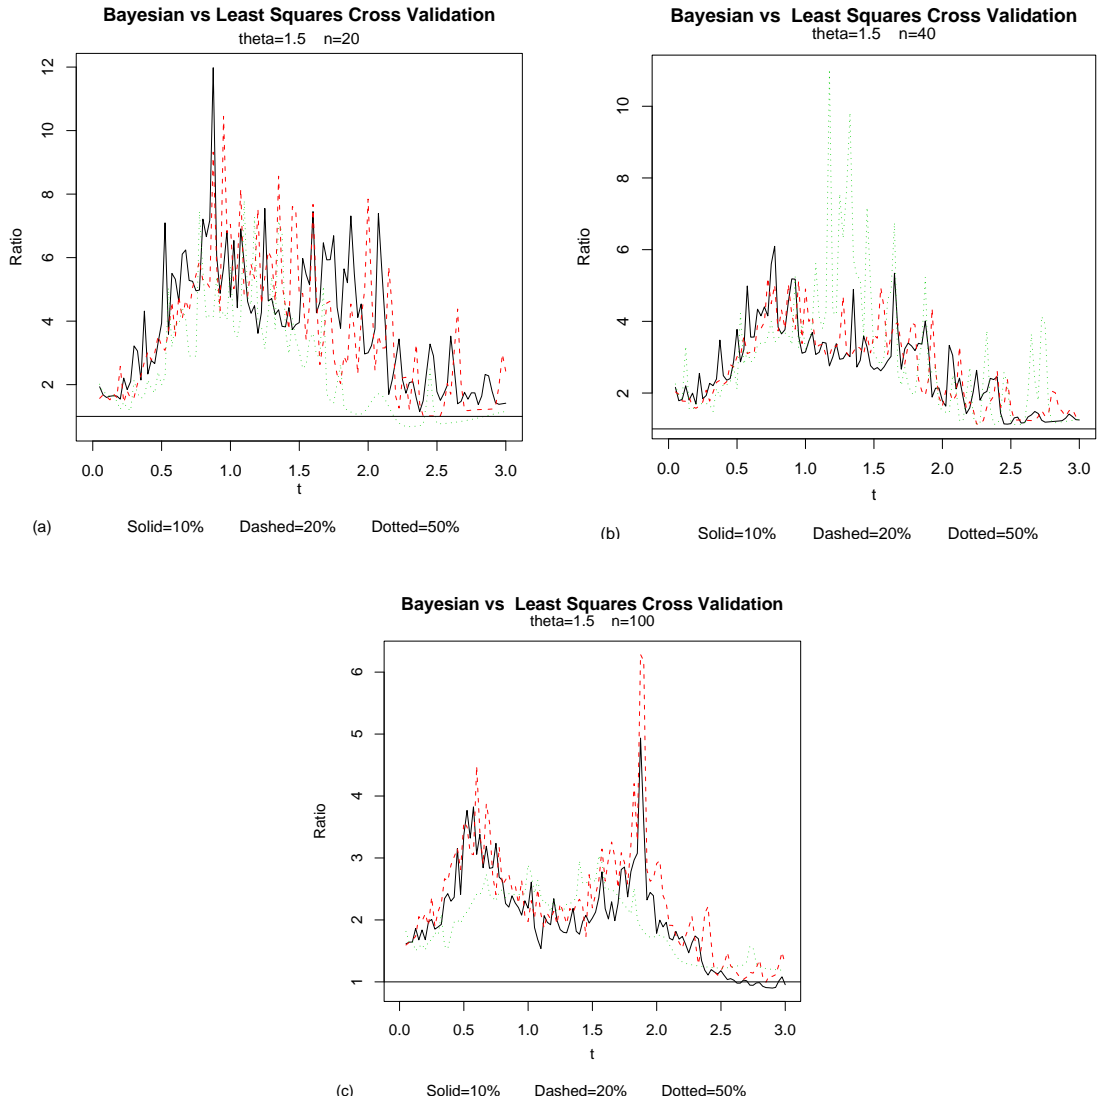 Bayesian vs Least Squares Cross Validation
theta=1.5 n=20
Ratio
12
10
8
6
4
2
0.0 0.5 1.0 1.5 2.0 2.5 3.0
t
(a) Solid=10% Dashed=20% Dotted=50%
Bayesian vs Least Squares Cross Validation
theta=1.5 n=40
Ratio
10
8
6
4
2
0.0 0.5 1.0 1.5 2.0 2.5 3.0
t
(b) Solid=10% Dashed=20% Dotted=50%
Bayesian vs Least Squares Cross Validation
theta=1.5 n=100
Ratio
6
5
4
3
2
1
0.0 0.5 1.0 1.5 2.0 2.5 3.0
t
(c) Solid=10% Dashed=20% Dotted=50%